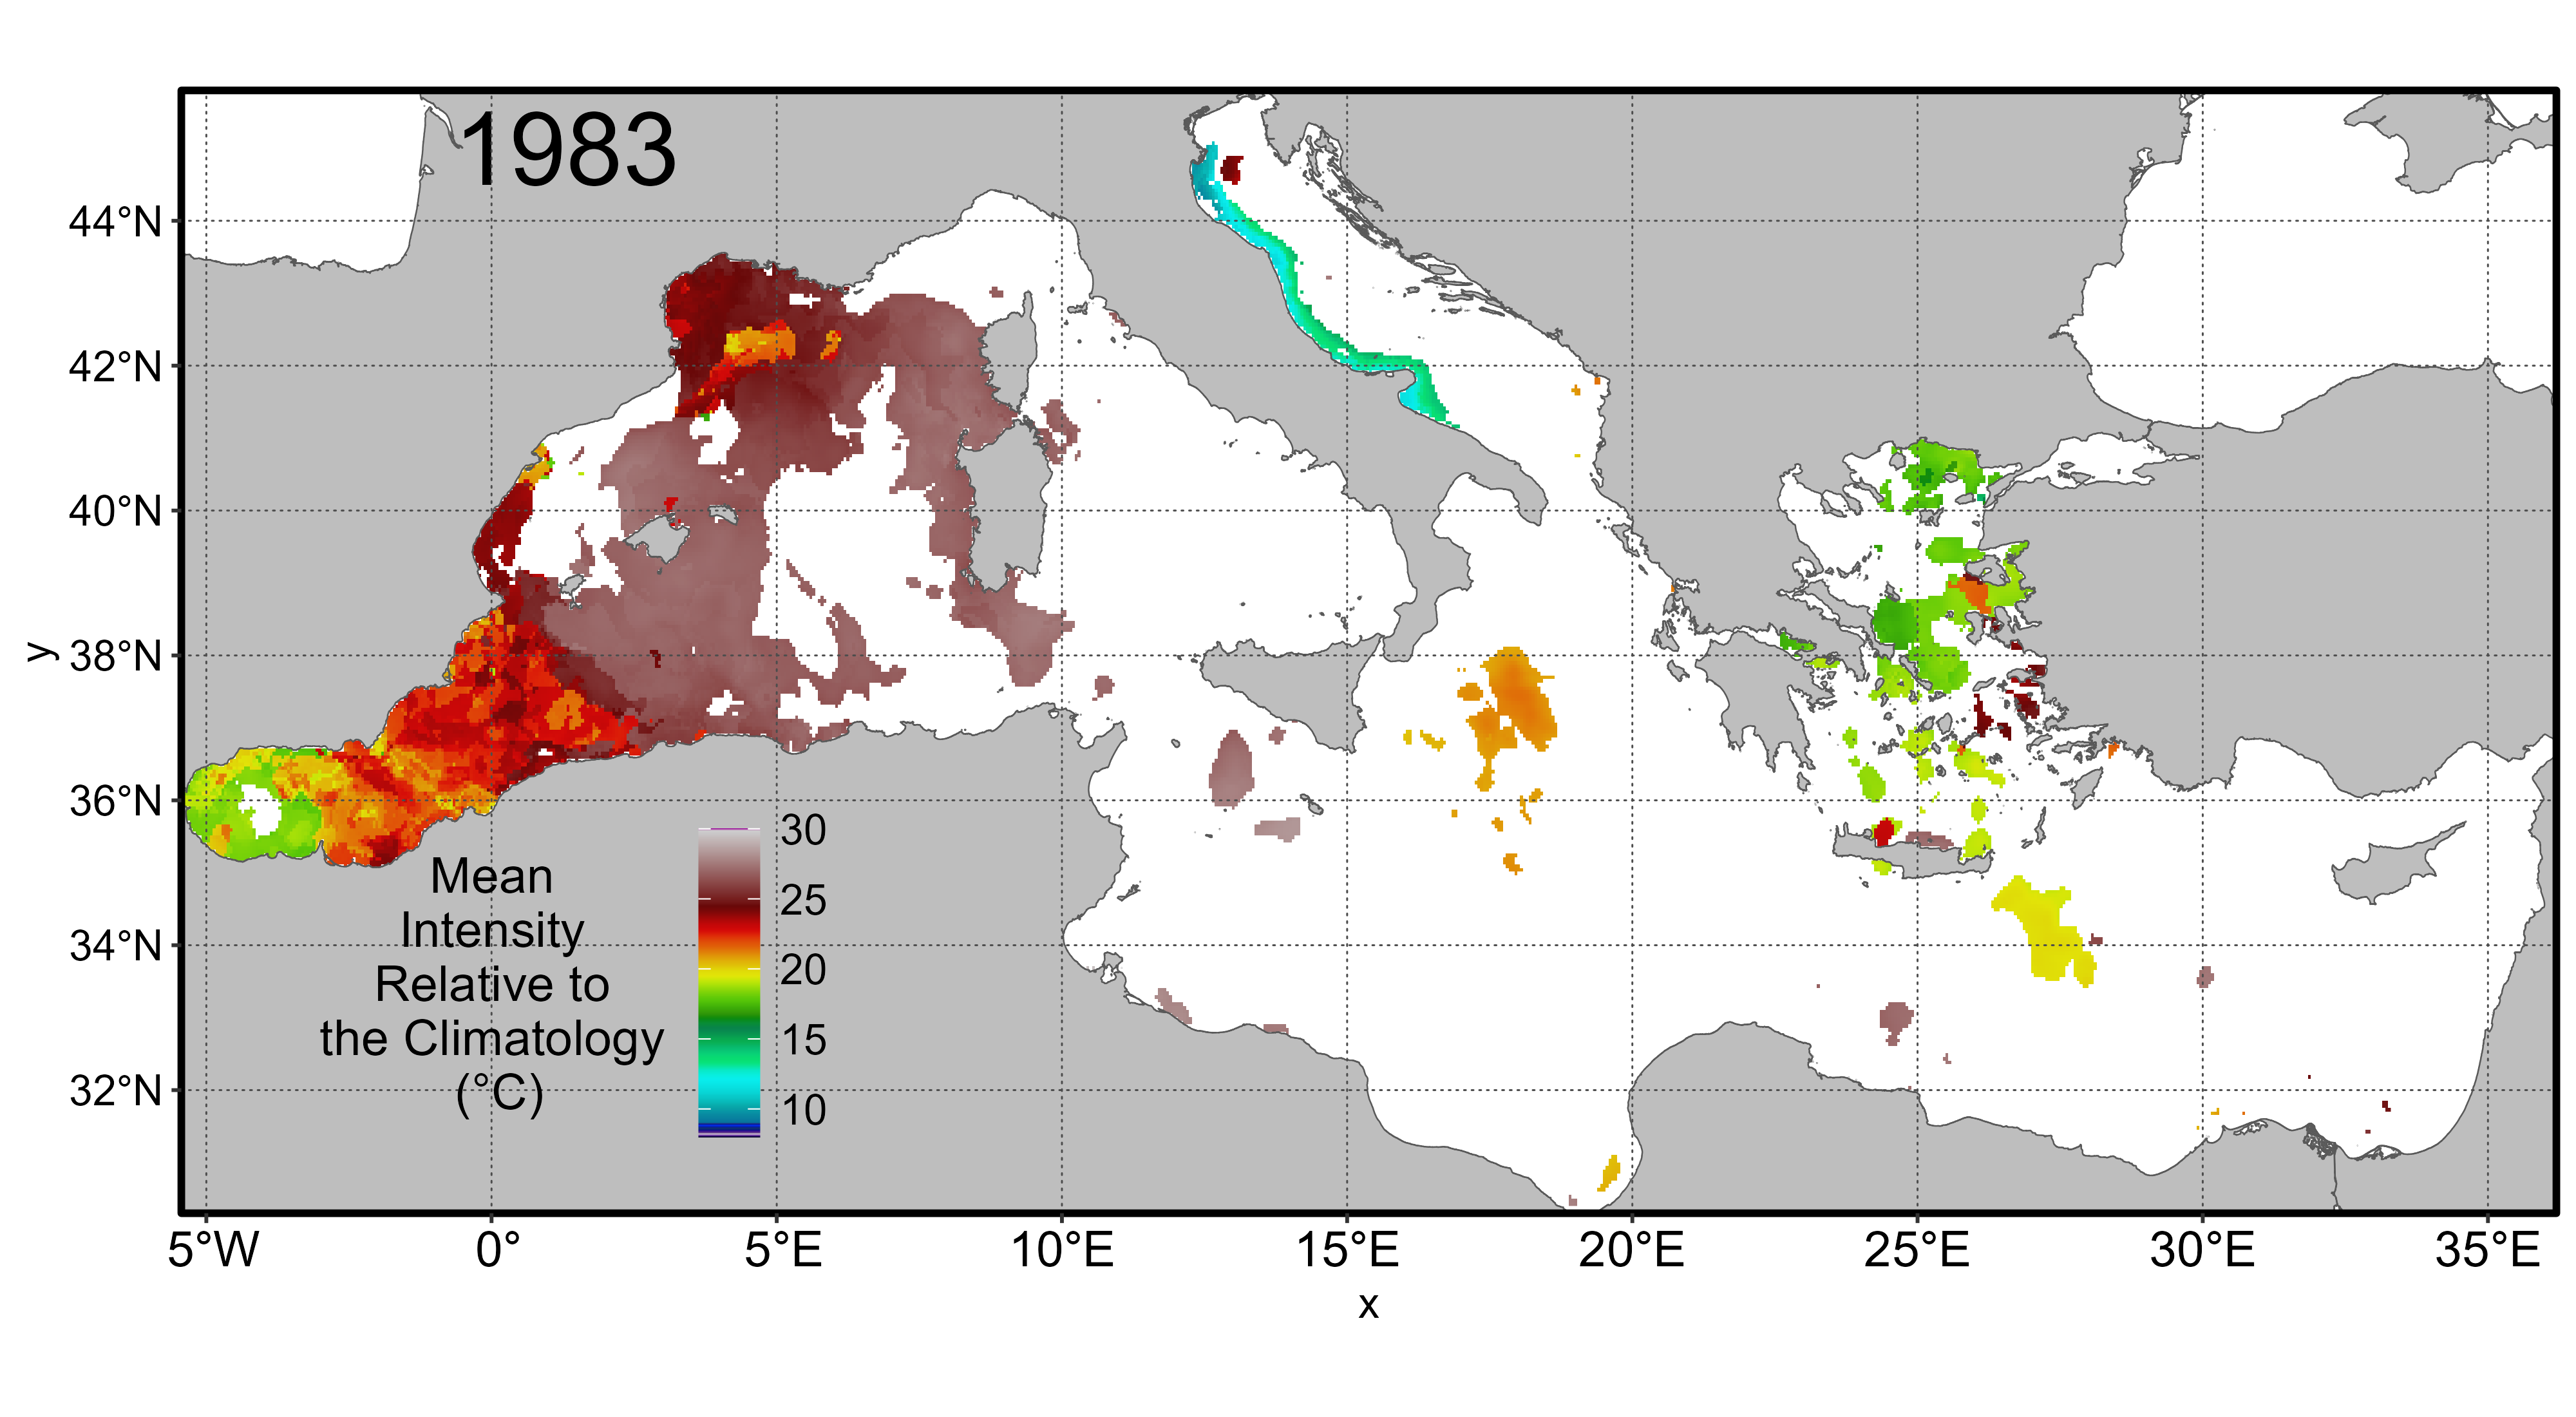 1983
44°N
42°N
40°N
38°N
36°N
34°N
32°N
y
Mean
Intensity
Relative to
the Climatology
(°C)
30
25
20
15
10
5°W 0° 5°E 10°E 15°E 20°E 25°E 30°E 35°E
x